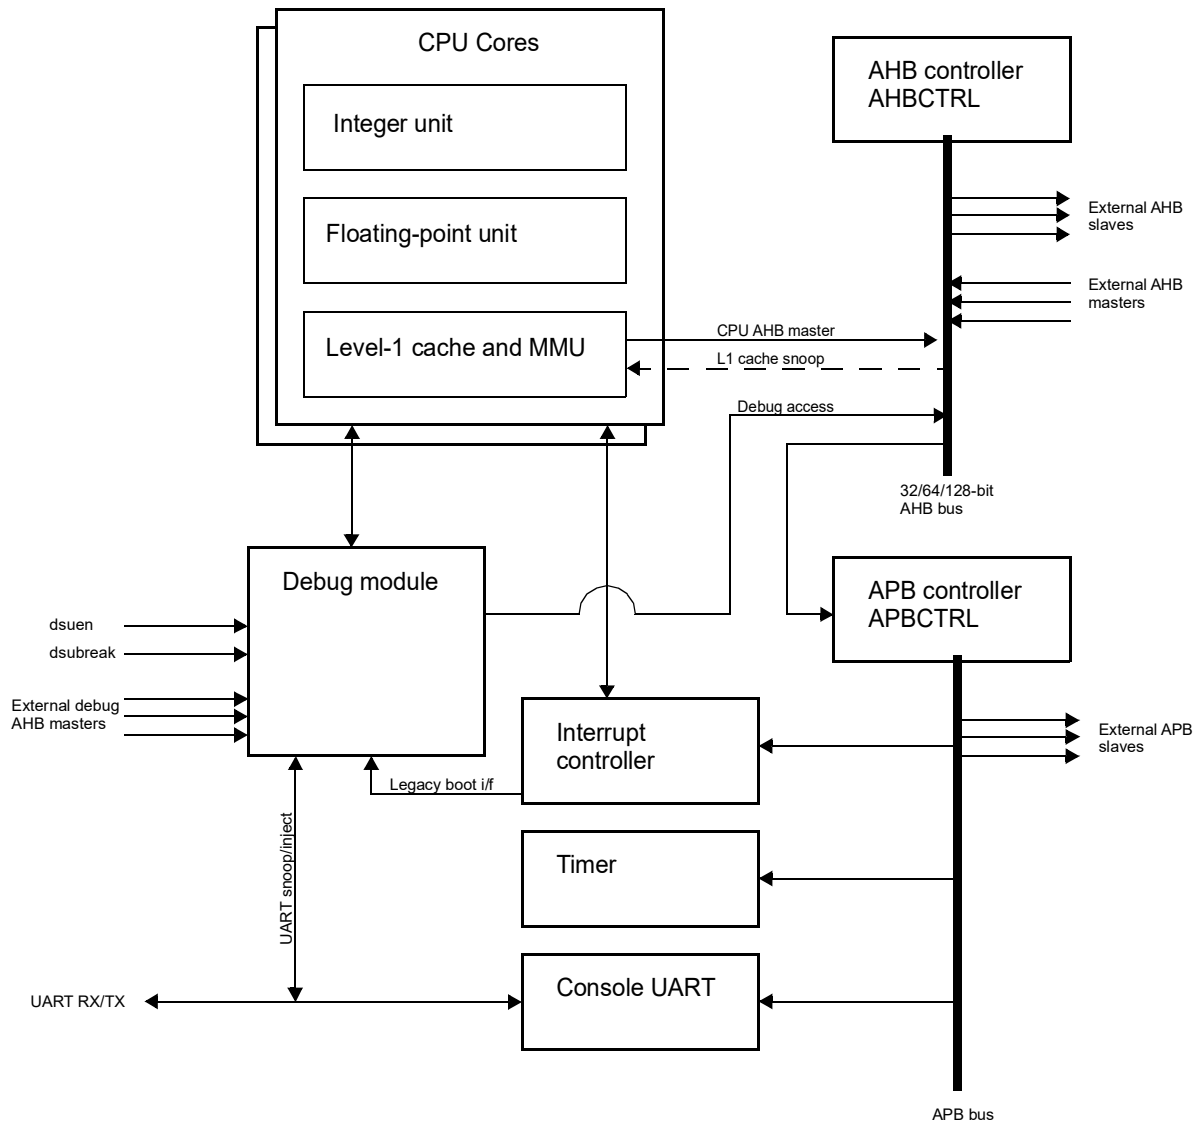 CPU Cores
Integer unit
Floating-point unit
Level-1 cache and MMU
AHB controller
AHBCTRL
External AHB
slaves
External AHB
masters
CPU AHB master
L1 cache snoop
Debug access
32/64/128-bit
AHB bus
Debug module
dsuen
dsubreak
External debug
AHB masters
APB controller
APBCTRL
External APB
slaves
Interrupt
controller
Legacy boot i/f
UART snoop/inject
Timer
Console UART
UART RX/TX
APB bus